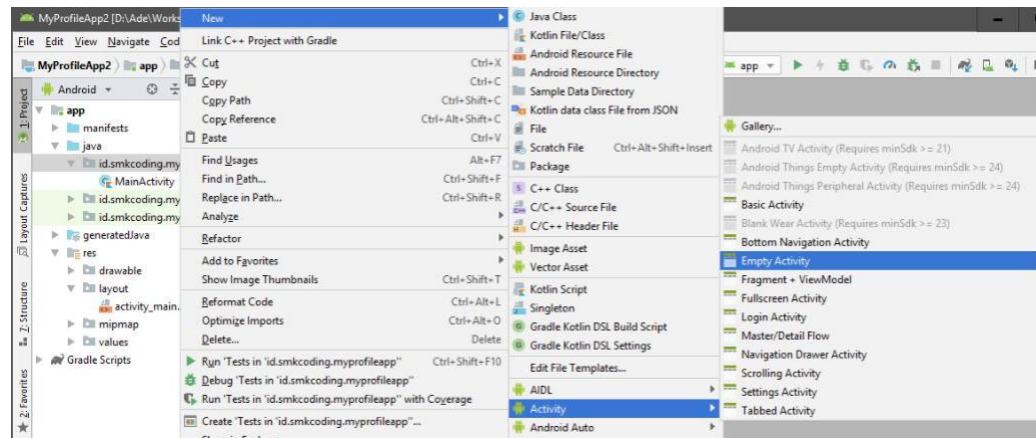 MyProfileApp2 [D:\Ade\Works
File Edit View Navigate Cod
MyProfileApp2 app
app
Android
1: Project
Layout Captures
7: Structure
2: Favorites
app
manifests
java
id.smkcoding.my
MainActivity
id.smkcoding.my
id.smkcoding.my
generatedJava
res
drawable
layout
activity_main.
mipmap
values
Gradle Scripts
New
Link C++ Project with Gradle
Cut Ctrl+X
Copy Ctrl+C
Copy Path Ctrl+Shift+C
Copy Reference Ctrl+Alt+Shift+C
Paste Ctrl+V
Find Usages Alt+F7
Find in Path... Ctrl+Shift+F
Replace in Path... Ctrl+Shift+R
Analyze
Refactor
Add to Favorites
Show Image Thumbnails Ctrl+Shift+T
Reformat Code Ctrl+Alt+L
Optimize Imports Ctrl+Alt+O
Delete... Delete
Run 'Tests in 'id.smkcoding.myprofileapp'' Ctrl+Shift+F10
Debug 'Tests in 'id.smkcoding.myprofileapp''
Run 'Tests in 'id.smkcoding.myprofileapp'' with Coverage
Create 'Tests in 'id.smkcoding.myprofileapp''...
Java Class
Kotlin File/Class
Android Resource File
Android Resource Directory
Sample Data Directory
Kotlin data class File from JSON
File
Scratch File Ctrl+Alt+Shift+Insert
Package
C++ Class
C/C++ Source File
C/C++ Header File
Image Asset
Vector Asset
Kotlin Script
Singleton
Gradle Kotlin DSL Build Script
Gradle Kotlin DSL Settings
Edit File Templates...
AIDL
Activity
Android Auto
Gallery...
Android TV Activity (Requires minSdk >= 21)
Android Things Empty Activity (Requires minSdk >= 24)
Android Things Peripheral Activity (Requires minSdk >= 24)
Basic Activity
Blank Wear Activity (Requires minSdk >= 23)
Bottom Navigation Activity
Empty Activity
Fragment + ViewModel
Fullscreen Activity
Login Activity
Master/Detail Flow
Navigation Drawer Activity
Scrolling Activity
Settings Activity
Tabbed Activity